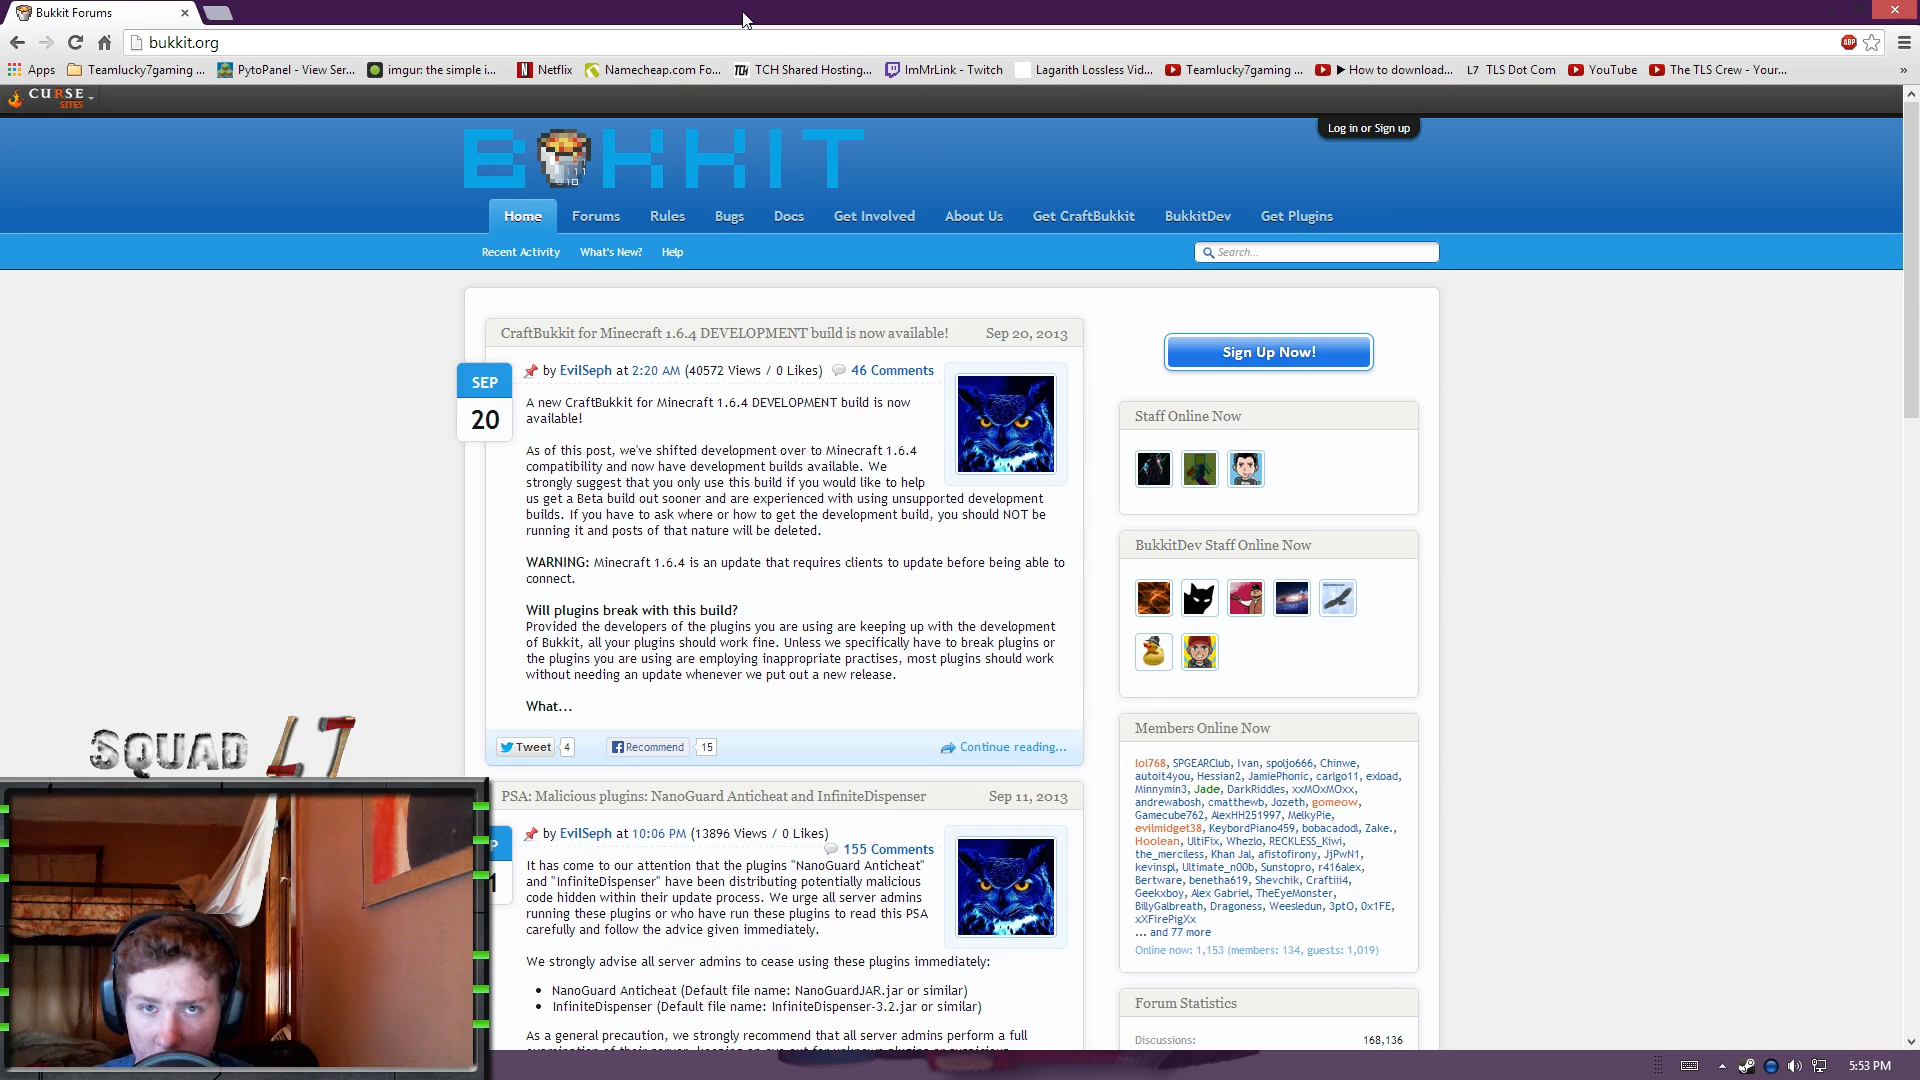 Bukkit Forums
bukkit.org
ABP
Apps Teamlucky7gaming ... PytoPanel - View Ser... imgur: the simple i... Netflix Namecheap.com Fo... TCH Shared Hosting... ImMrLink - Twitch Lagarith Lossless Vid... Teamlucky7gaming ... ▶ How to download... L7 TLS Dot Com YouTube The TLS Crew - Your... »
CURSE
SITES
Log in or Sign up
BUKKIT
Home Forums Rules Bugs Docs Get Involved About Us Get CraftBukkit BukkitDev Get Plugins
Recent Activity What's New? Help Search...
CraftBukkit for Minecraft 1.6.4 DEVELOPMENT build is now available! Sep 20, 2013
SEP
20
by EvilSeph at 2:20 AM (40572 Views / 0 Likes) 46 Comments
A new CraftBukkit for Minecraft 1.6.4 DEVELOPMENT build is now
available!
As of this post, we've shifted development over to Minecraft 1.6.4
compatibility and now have development builds available. We
strongly suggest that you only use this build if you would like to help
us get a Beta build out sooner and are experienced with using unsupported development
builds. If you have to ask where or how to get the development build, you should NOT be
running it and posts of that nature will be deleted.
WARNING: Minecraft 1.6.4 is an update that requires clients to update before being able to
connect.
Will plugins break with this build?
Provided the developers of the plugins you are using are keeping up with the development
of Bukkit, all your plugins should work fine. Unless we specifically have to break plugins or
the plugins you are using are employing inappropriate practises, most plugins should work
without needing an update whenever we put out a new release.
What...
Tweet 4 Recommend 15 Continue reading...
PSA: Malicious plugins: NanoGuard Anticheat and InfiniteDispenser Sep 11, 2013
by EvilSeph at 10:06 PM (13896 Views / 0 Likes)
155 Comments
It has come to our attention that the plugins "NanoGuard Anticheat"
and "InfiniteDispenser" have been distributing potentially malicious
code hidden within their update process. We urge all server admins
running these plugins or who have run these plugins to read this PSA
carefully and follow the advice given immediately.
We strongly advise all server admins to cease using these plugins immediately:
• NanoGuard Anticheat (Default file name: NanoGuardJAR.jar or similar)
• InfiniteDispenser (Default file name: InfiniteDispenser-3.2.jar or similar)
As a general precaution, we strongly recommend that all server admins perform a full
Sign Up Now!
Staff Online Now
BukkitDev Staff Online Now
Members Online Now
lol768, SPGEARClub, Ivan, spoljo666, Chinwe,
autoit4you, Hessian2, JamiePhonic, carlgo11, exload,
Minnymin3, Jade, DarkRiddles, xxMOxMOxx,
andrewabosh, cmatthewb, Jozeth, gomeow,
Gamecube762, AlexHH251997, MelkyPie,
evilmidget38, KeybordPiano459, bobacadodl, Zake.,
Hoolean, UltiFix, Whezlo, RECKLESS_Kiwi,
the_merciless, Khan Jal, afistofirony, JjPwN1,
kevinspl, Ultimate_n00b, Sunstopro, r416alex,
Bertware, benetha619, Shevchik, Craftiii4,
Geekxboy, Alex Gabriel, TheEyeMonster,
BillyGalbreath, Dragoness, Weesledun, 3ptO, 0x1FE,
xXFirePigXx
... and 77 more
Online now: 1,153 (members: 134, guests: 1,019)
Forum Statistics
Discussions: 168,136
SQUAD L7
5:53 PM